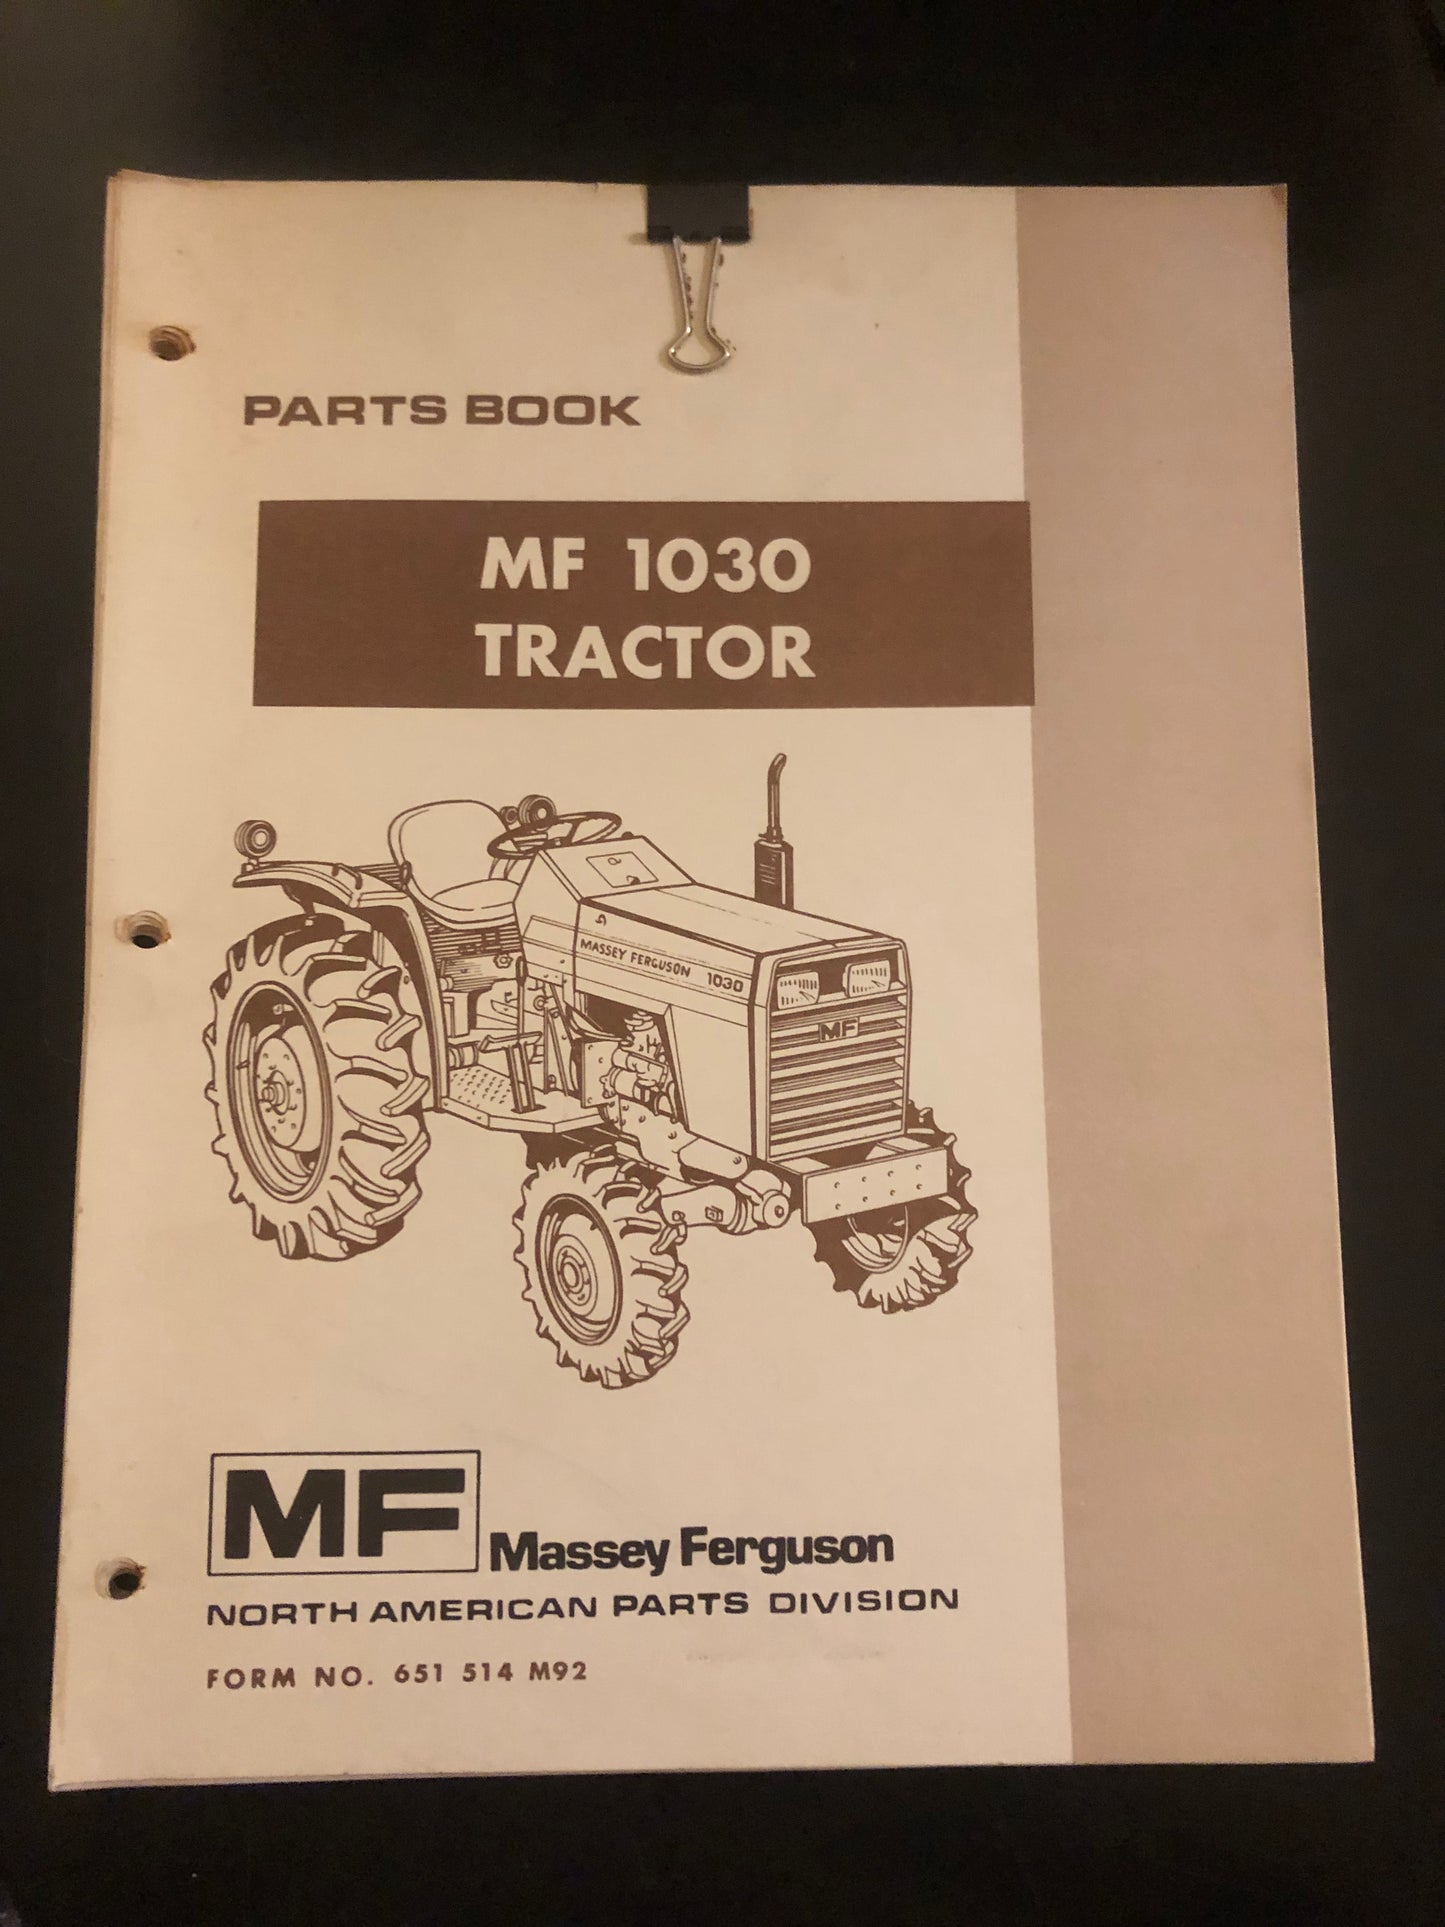 PARTS BOOK
MF 1030
TRACTOR
MASSEY FERGUSON 1030
MF
MF Massey Ferguson
NORTH AMERICAN PARTS DIVISION
FORM NO. 651 514 M92